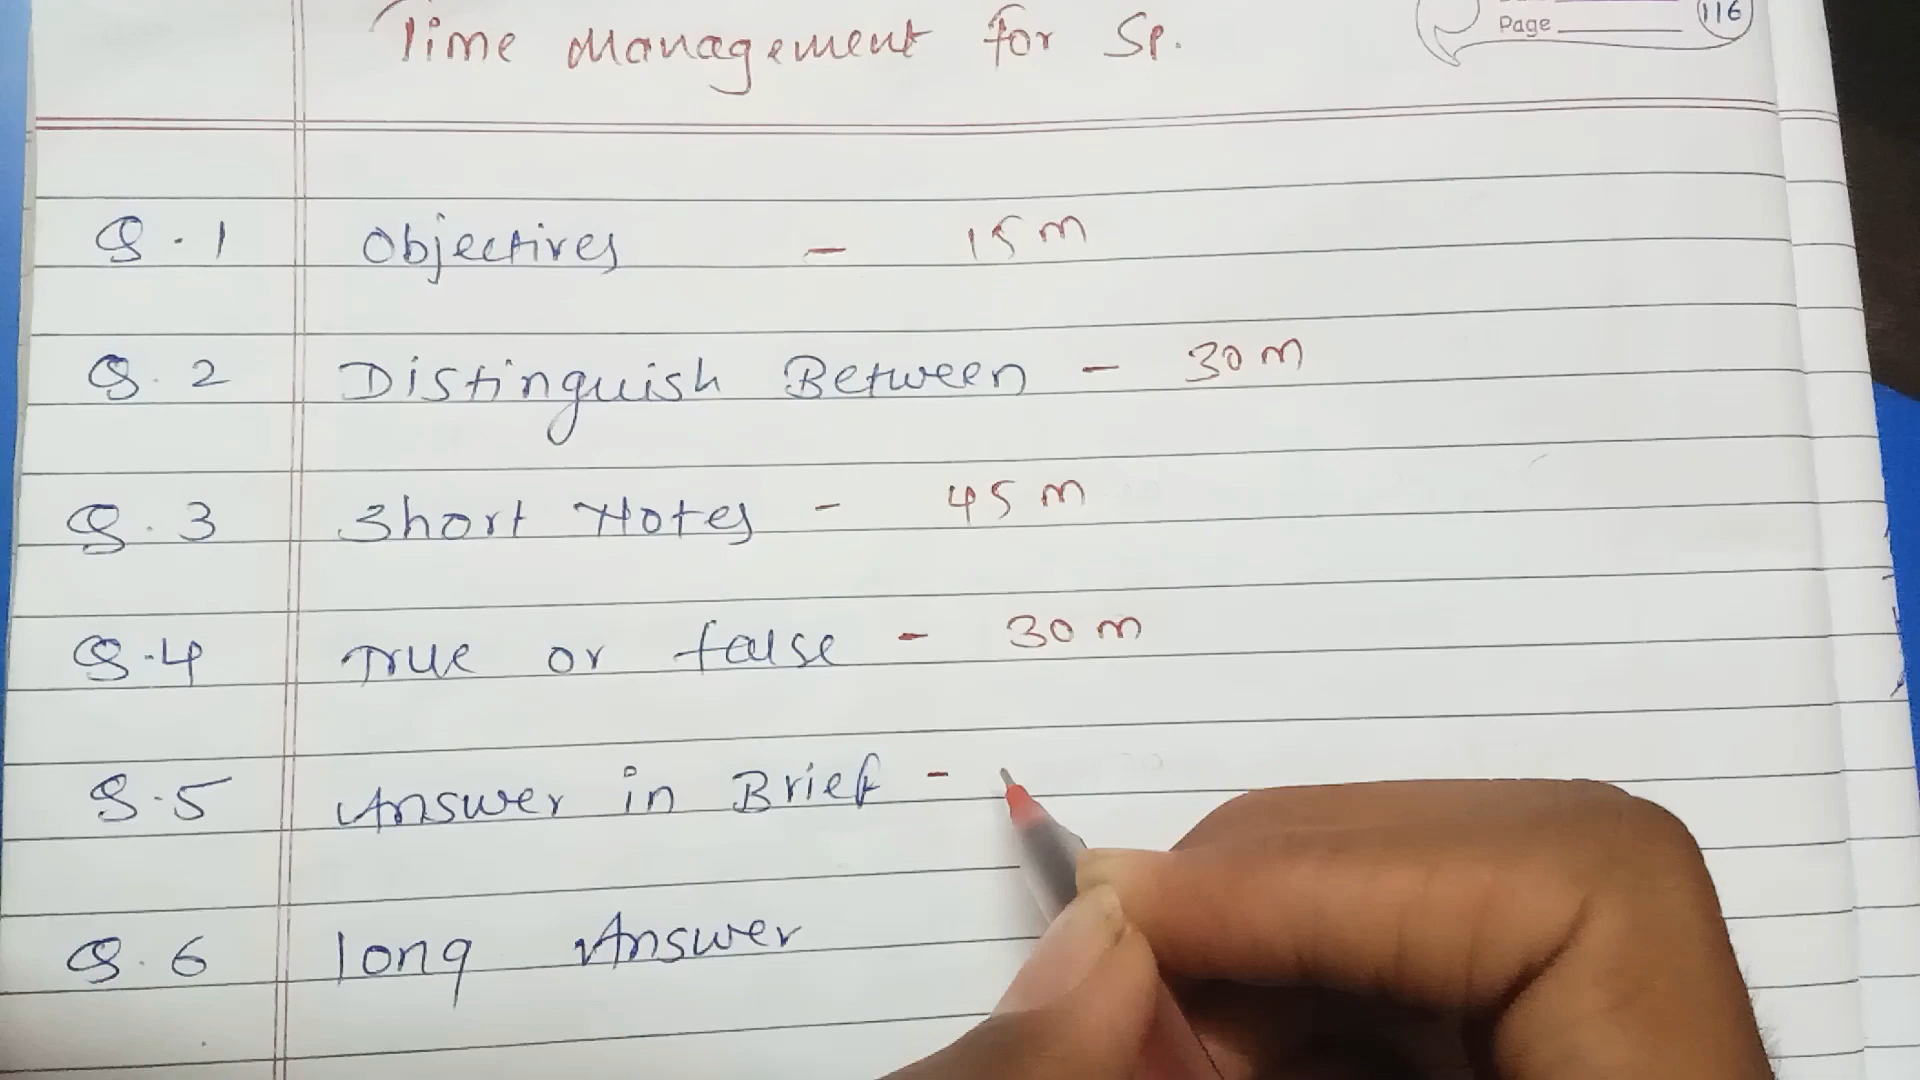 Time Management for Sp.
Page 116
Q.1 Objectives - 15 m
Q.2 Distinguish Between - 30 m
Q.3 Short Notes - 45 m
Q.4 True or false - 30 m
Q.5 Answer in Brief -
Q.6 long Answer